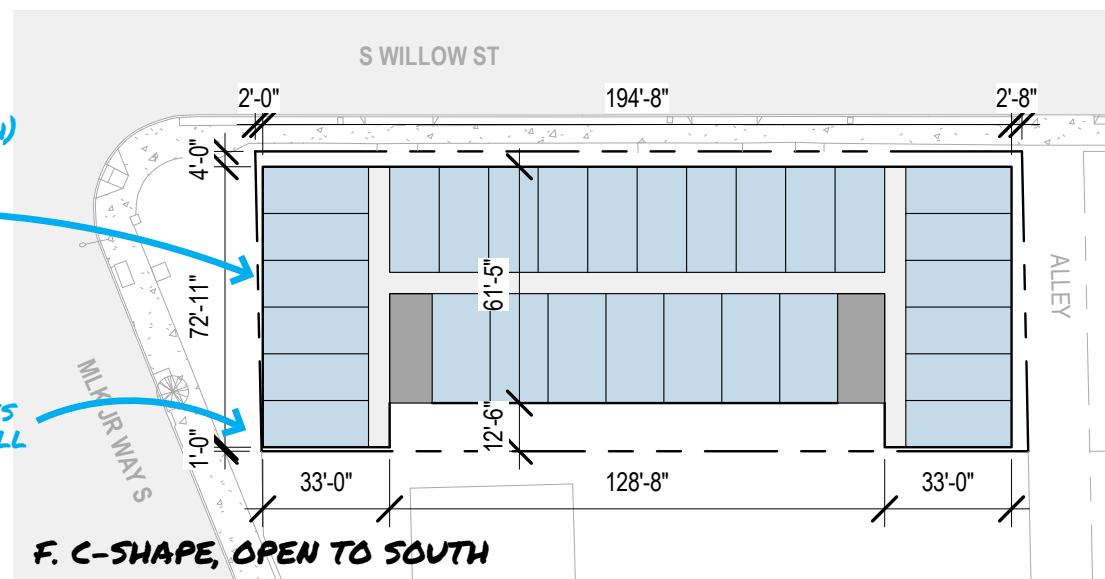 S WILLOW ST
2'-0"
194'-8"
2'-8"
4'-0"
72'-11"
61'-5"
ALLEY
MLK JR WAY S
1'-0"
12'-6"
33'-0"
128'-8"
33'-0"
F. C-SHAPE, OPEN TO SOUTH